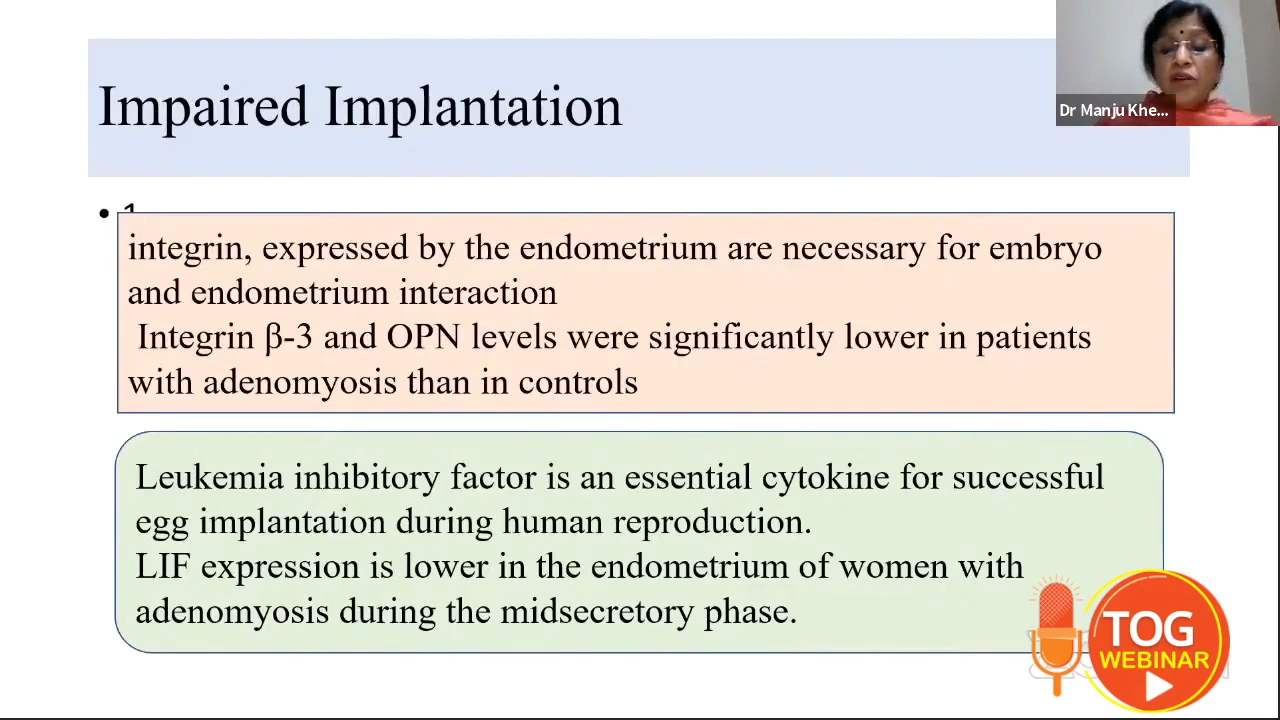 Impaired Implantation
Dr Manju Khe...
integrin, expressed by the endometrium are necessary for embryo
and endometrium interaction
Integrin β-3 and OPN levels were significantly lower in patients
with adenomyosis than in controls
Leukemia inhibitory factor is an essential cytokine for successful
egg implantation during human reproduction.
LIF expression is lower in the endometrium of women with
adenomyosis during the midsecretory phase.
TOG
WEBINAR